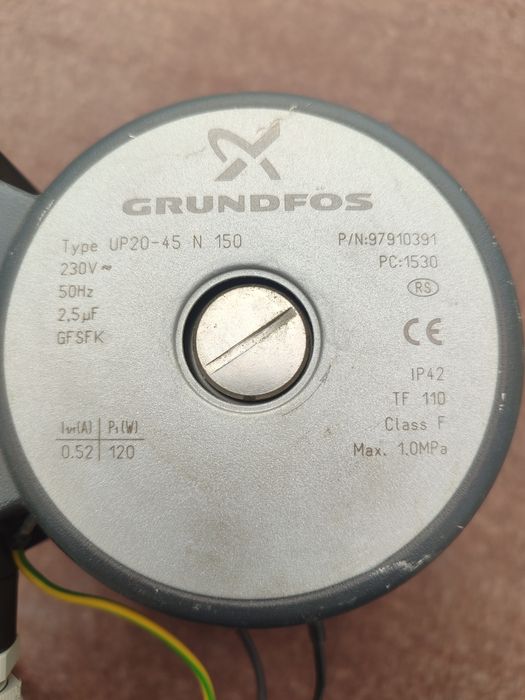 GRUNDFOS
Type UP20-45 N 150
P/N:97910391
230V ~
PC:1530
50Hz
RS
2,5µF
GFSFK
CE
IP42
TF 110
I1/1(A) P1(W)
Class F
0.52 120
Max. 1.0MPa